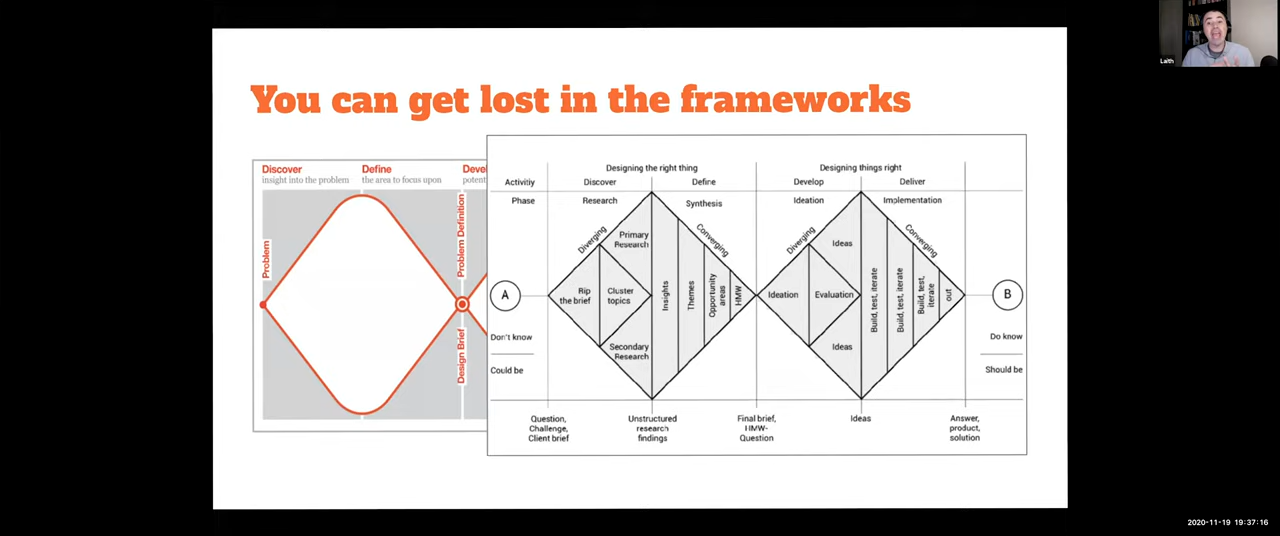 Laith
You can get lost in the frameworks
Discover
insight into the problem
Define
the area to focus upon
Devel
potent
Problem
Problem Definition
Design Brief
Designing the right thing
Designing things right
Activitiy
Discover
Define
Develop
Deliver
Phase
Research
Synthesis
Ideation
Implementation
Diverging
Primary
Research
Converging
Rip
the brief
Cluster
topics
Secondary
Research
Insights
Themes
Opportunity
areas
HMW
Diverging
Ideas
Converging
Ideation
Evaluation
Ideas
Build, test, iterate
Build, test, iterate
Build, test,
iterate
out
A
Don't know
Could be
B
Do know
Should be
Question,
Challenge,
Client brief
Unstructured
research
findings
Final brief,
HMW-
Question
Ideas
Answer,
product,
solution
2020-11-19 19:37:16